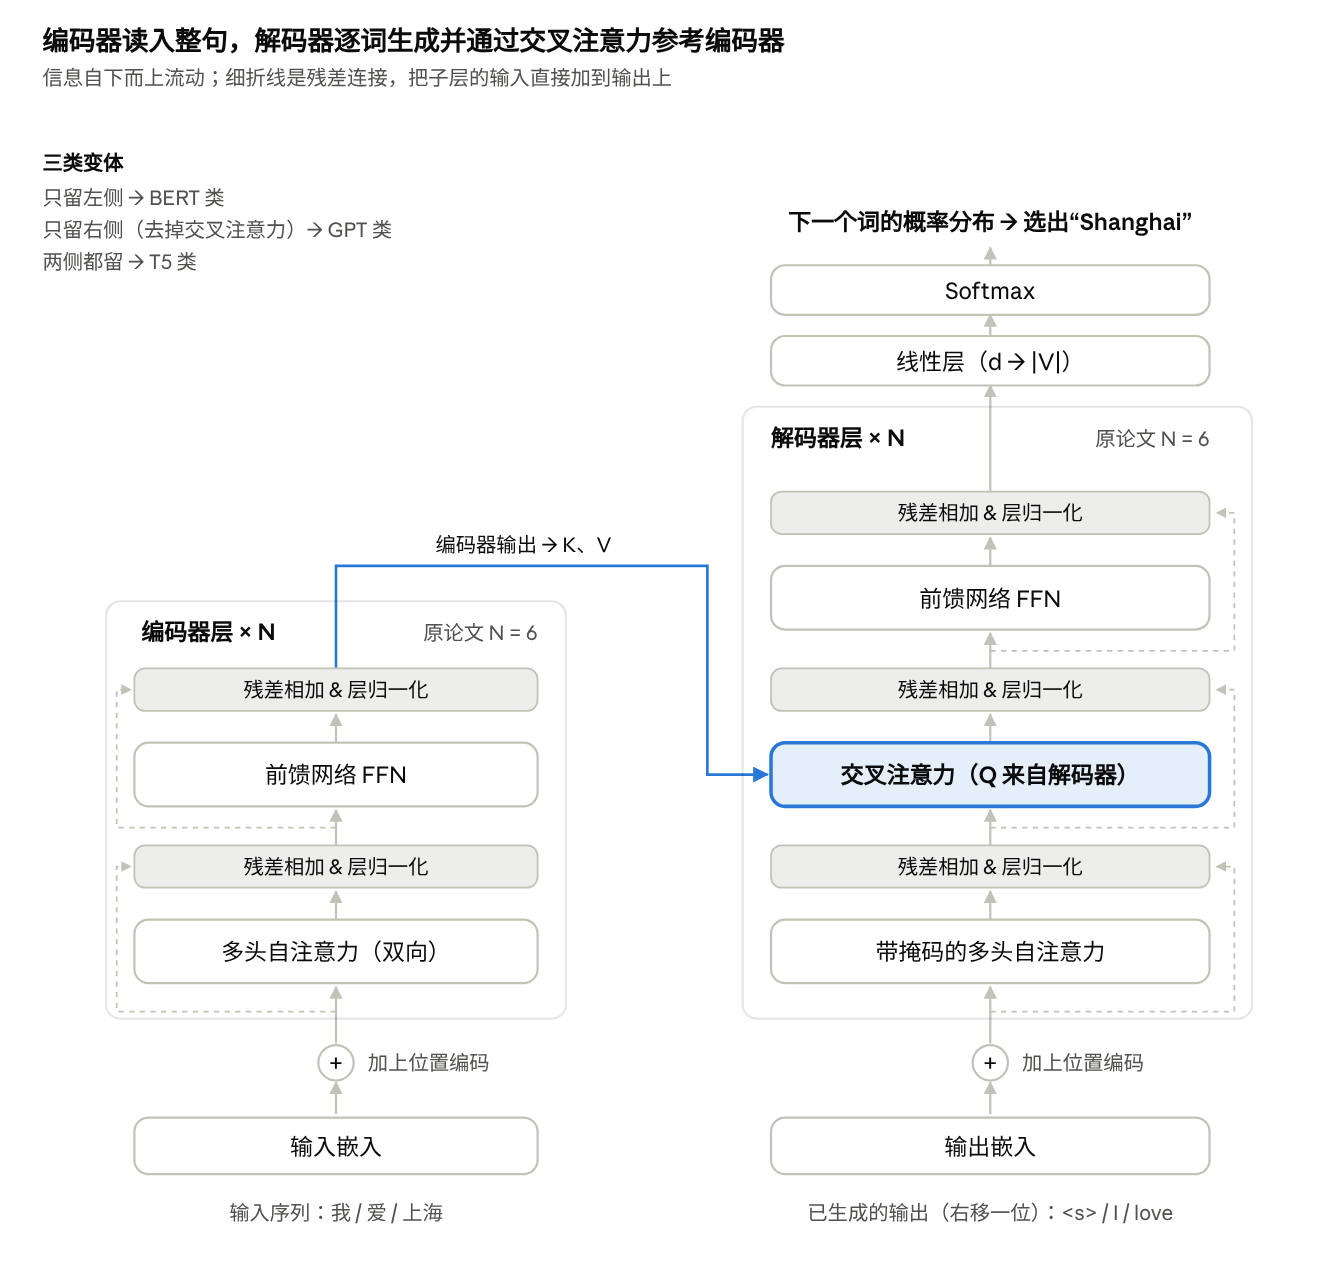 编码器读入整句，解码器逐词生成并通过交叉注意力参考编码器
信息自下而上流动；细折线是残差连接，把子层的输入直接加到输出上
三类变体
只留左侧 → BERT 类
只留右侧（去掉交叉注意力）→ GPT 类
两侧都留 → T5 类
下一个词的概率分布 → 选出“Shanghai”
Softmax
线性层（d → |V|）
解码器层 × N
原论文 N = 6
残差相加 & 层归一化
前馈网络 FFN
残差相加 & 层归一化
交叉注意力（Q 来自解码器）
残差相加 & 层归一化
带掩码的多头自注意力
+
加上位置编码
输出嵌入
已生成的输出（右移一位）：<s> / I / love
编码器输出 → K、V
编码器层 × N
原论文 N = 6
残差相加 & 层归一化
前馈网络 FFN
残差相加 & 层归一化
多头自注意力（双向）
+
加上位置编码
输入嵌入
输入序列：我 / 爱 / 上海